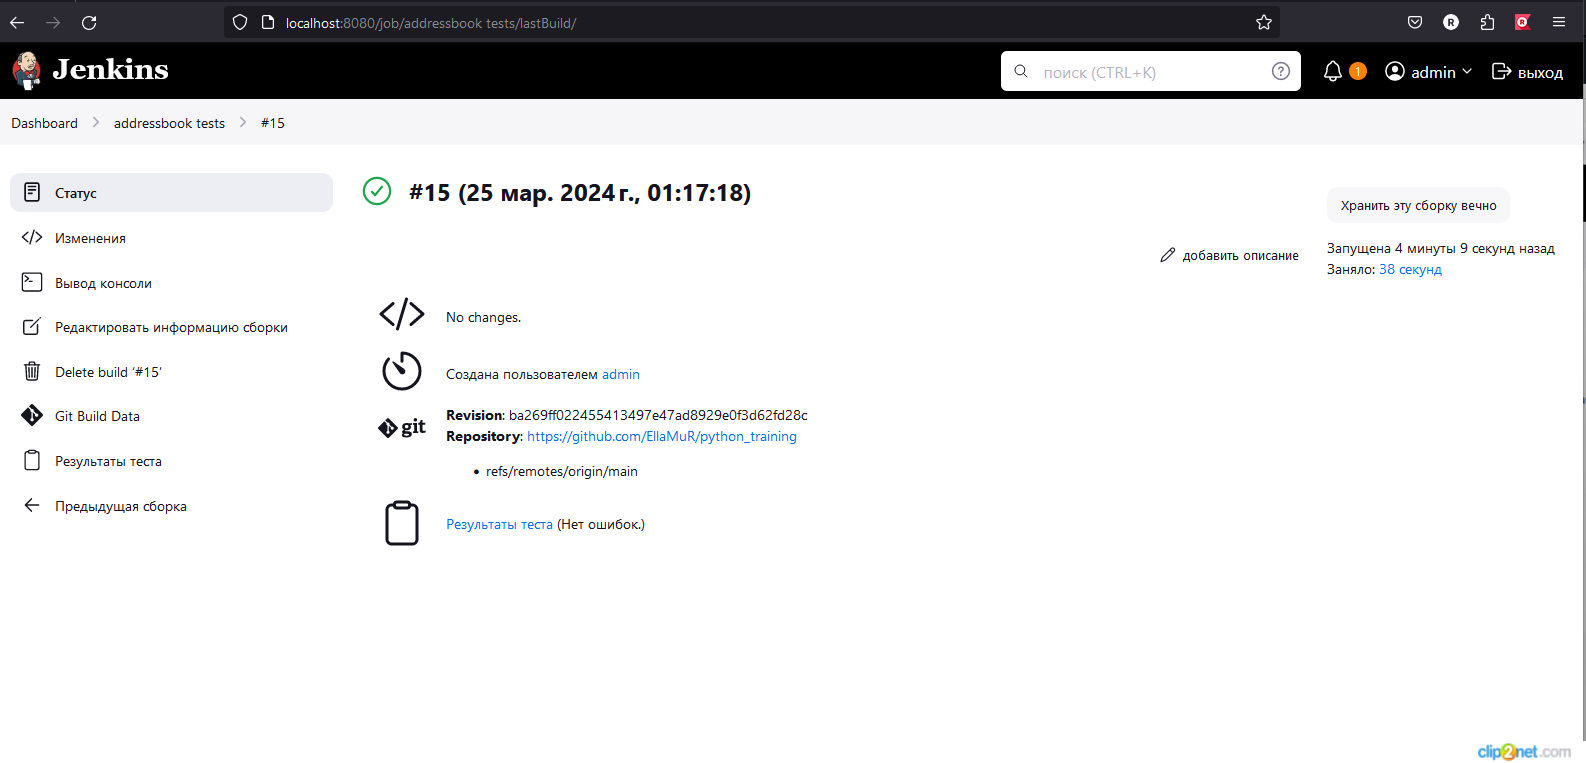 localhost:8080/job/addressbook tests/lastBuild/
Jenkins
поиск (CTRL+K)
1
admin
выход
Dashboard
addressbook tests
#15
Статус
Изменения
Вывод консоли
Редактировать информацию сборки
Delete build ‘#15’
Git Build Data
Результаты теста
Предыдущая сборка
#15 (25 мар. 2024 г., 01:17:18)
Хранить эту сборку вечно
добавить описание
Запущена 4 минуты 9 секунд назад
Заняло: 38 секунд
No changes.
Создана пользователем admin
git
Revision: ba269ff022455413497e47ad8929e0f3d62fd28c
Repository: https://github.com/EllaMuR/python_training
• refs/remotes/origin/main
Результаты теста (Нет ошибок.)
clip2net.com